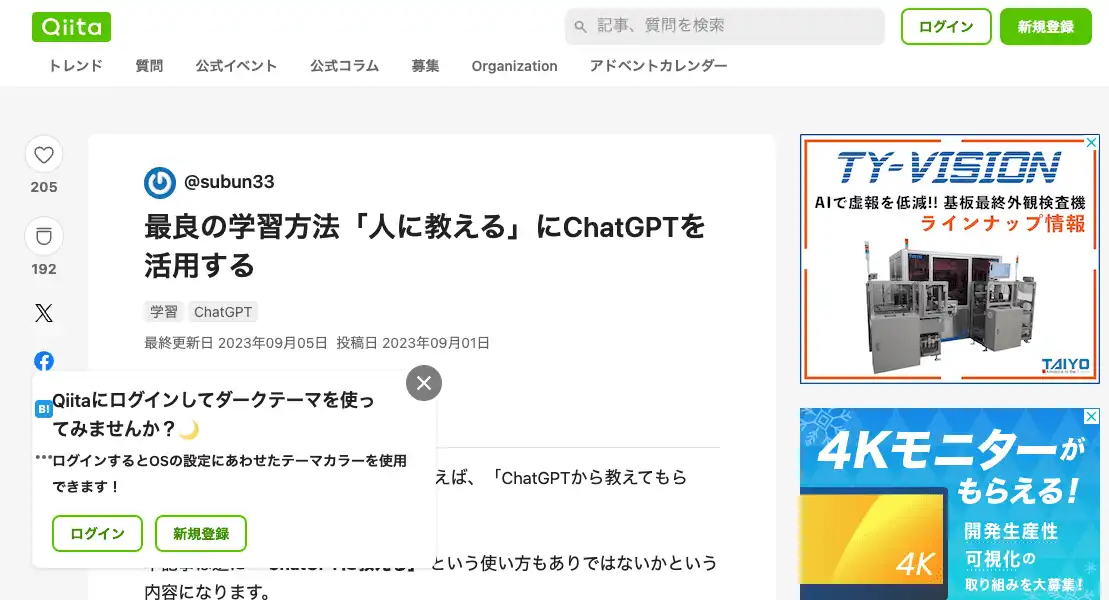 Qiita
記事、質問を検索
ログイン
新規登録
トレンド
質問
公式イベント
公式コラム
募集
Organization
アドベントカレンダー
205
192
@subun33
最良の学習方法「人に教える」にChatGPTを
活用する
学習
ChatGPT
最終更新日 2023年09月05日 投稿日 2023年09月01日
B!
Qiitaにログインしてダークテーマを使っ
てみませんか?🌙
ログインするとOSの設定にあわせたテーマカラーを使用
できます!
ログイン
新規登録
えば、「ChatGPTから教えてもら
という使い方もありではないかという
内容になります。
TY-VISION
AIで虚報を低減!! 基板最終外観検査機
ラインナップ情報
TAIYO
4Kモニターが
もらえる!
開発生産性
可視化の
取り組みを大募集!
4K